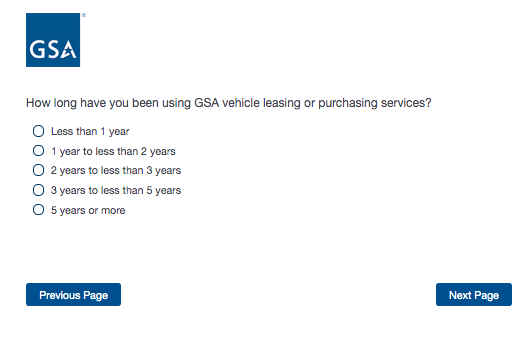 GSA
How long have you been using GSA vehicle leasing or purchasing services?
Less than 1 year
1 year to less than 2 years
2 years to less than 3 years
3 years to less than 5 years
5 years or more
Previous Page
Next Page